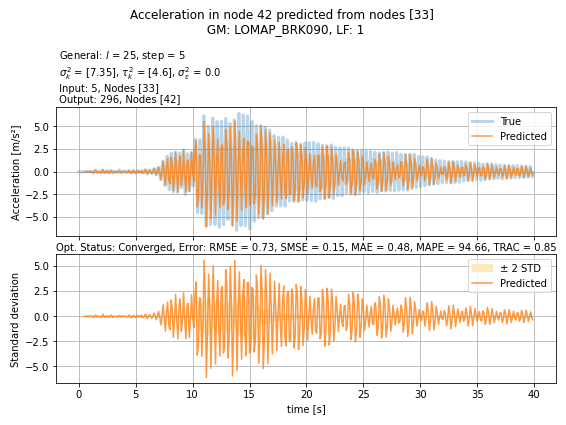 Acceleration in node 42 predicted from nodes [33]
GM: LOMAP_BRK090, LF: 1
General: l = 25, step = 5
σ²ₖ = [7.35], τ²ₖ = [4.6], σ²_ε = 0.0
Input: 5, Nodes [33]
Output: 296, Nodes [42]
Acceleration [m/s²]
5.0
2.5
0.0
−2.5
−5.0
True
Predicted
Opt. Status: Converged, Error: RMSE = 0.73, SMSE = 0.15, MAE = 0.48, MAPE = 94.66, TRAC = 0.85
Standard deviation
5.0
2.5
0.0
−2.5
−5.0
± 2 STD
Predicted
0 5 10 15 20 25 30 35 40
time [s]